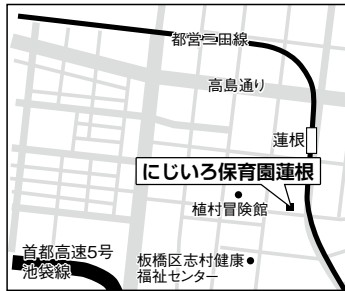 都営三田線
高島通り
蓮根
にじいろ保育園蓮根
植村冒険館
首都高速5号
池袋線
板橋区志村健康
福祉センター